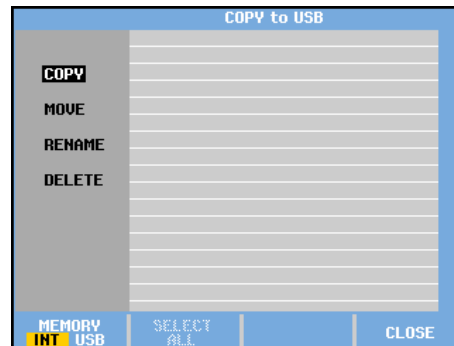 COPY to USB
COPY
MOVE
RENAME
DELETE
MEMORY
INT USB
SELECT
ALL
CLOSE